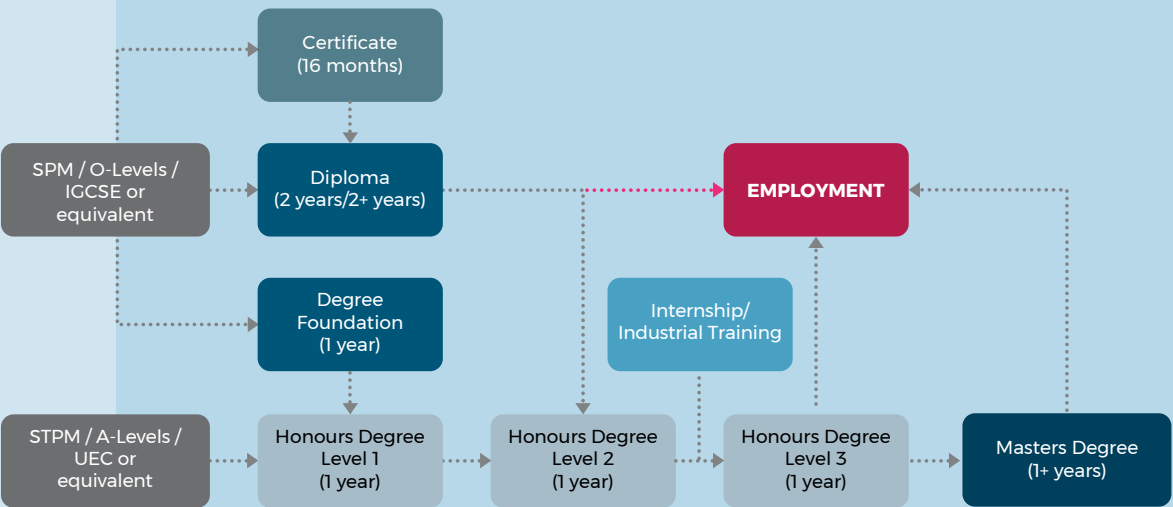 Certificate
(16 months)
SPM / O-Levels /
IGCSE or
equivalent
Diploma
(2 years/2+ years)
EMPLOYMENT
Degree
Foundation
(1 year)
Internship/
Industrial Training
STPM / A-Levels /
UEC or
equivalent
Honours Degree
Level 1
(1 year)
Honours Degree
Level 2
(1 year)
Honours Degree
Level 3
(1 year)
Masters Degree
(1+ years)